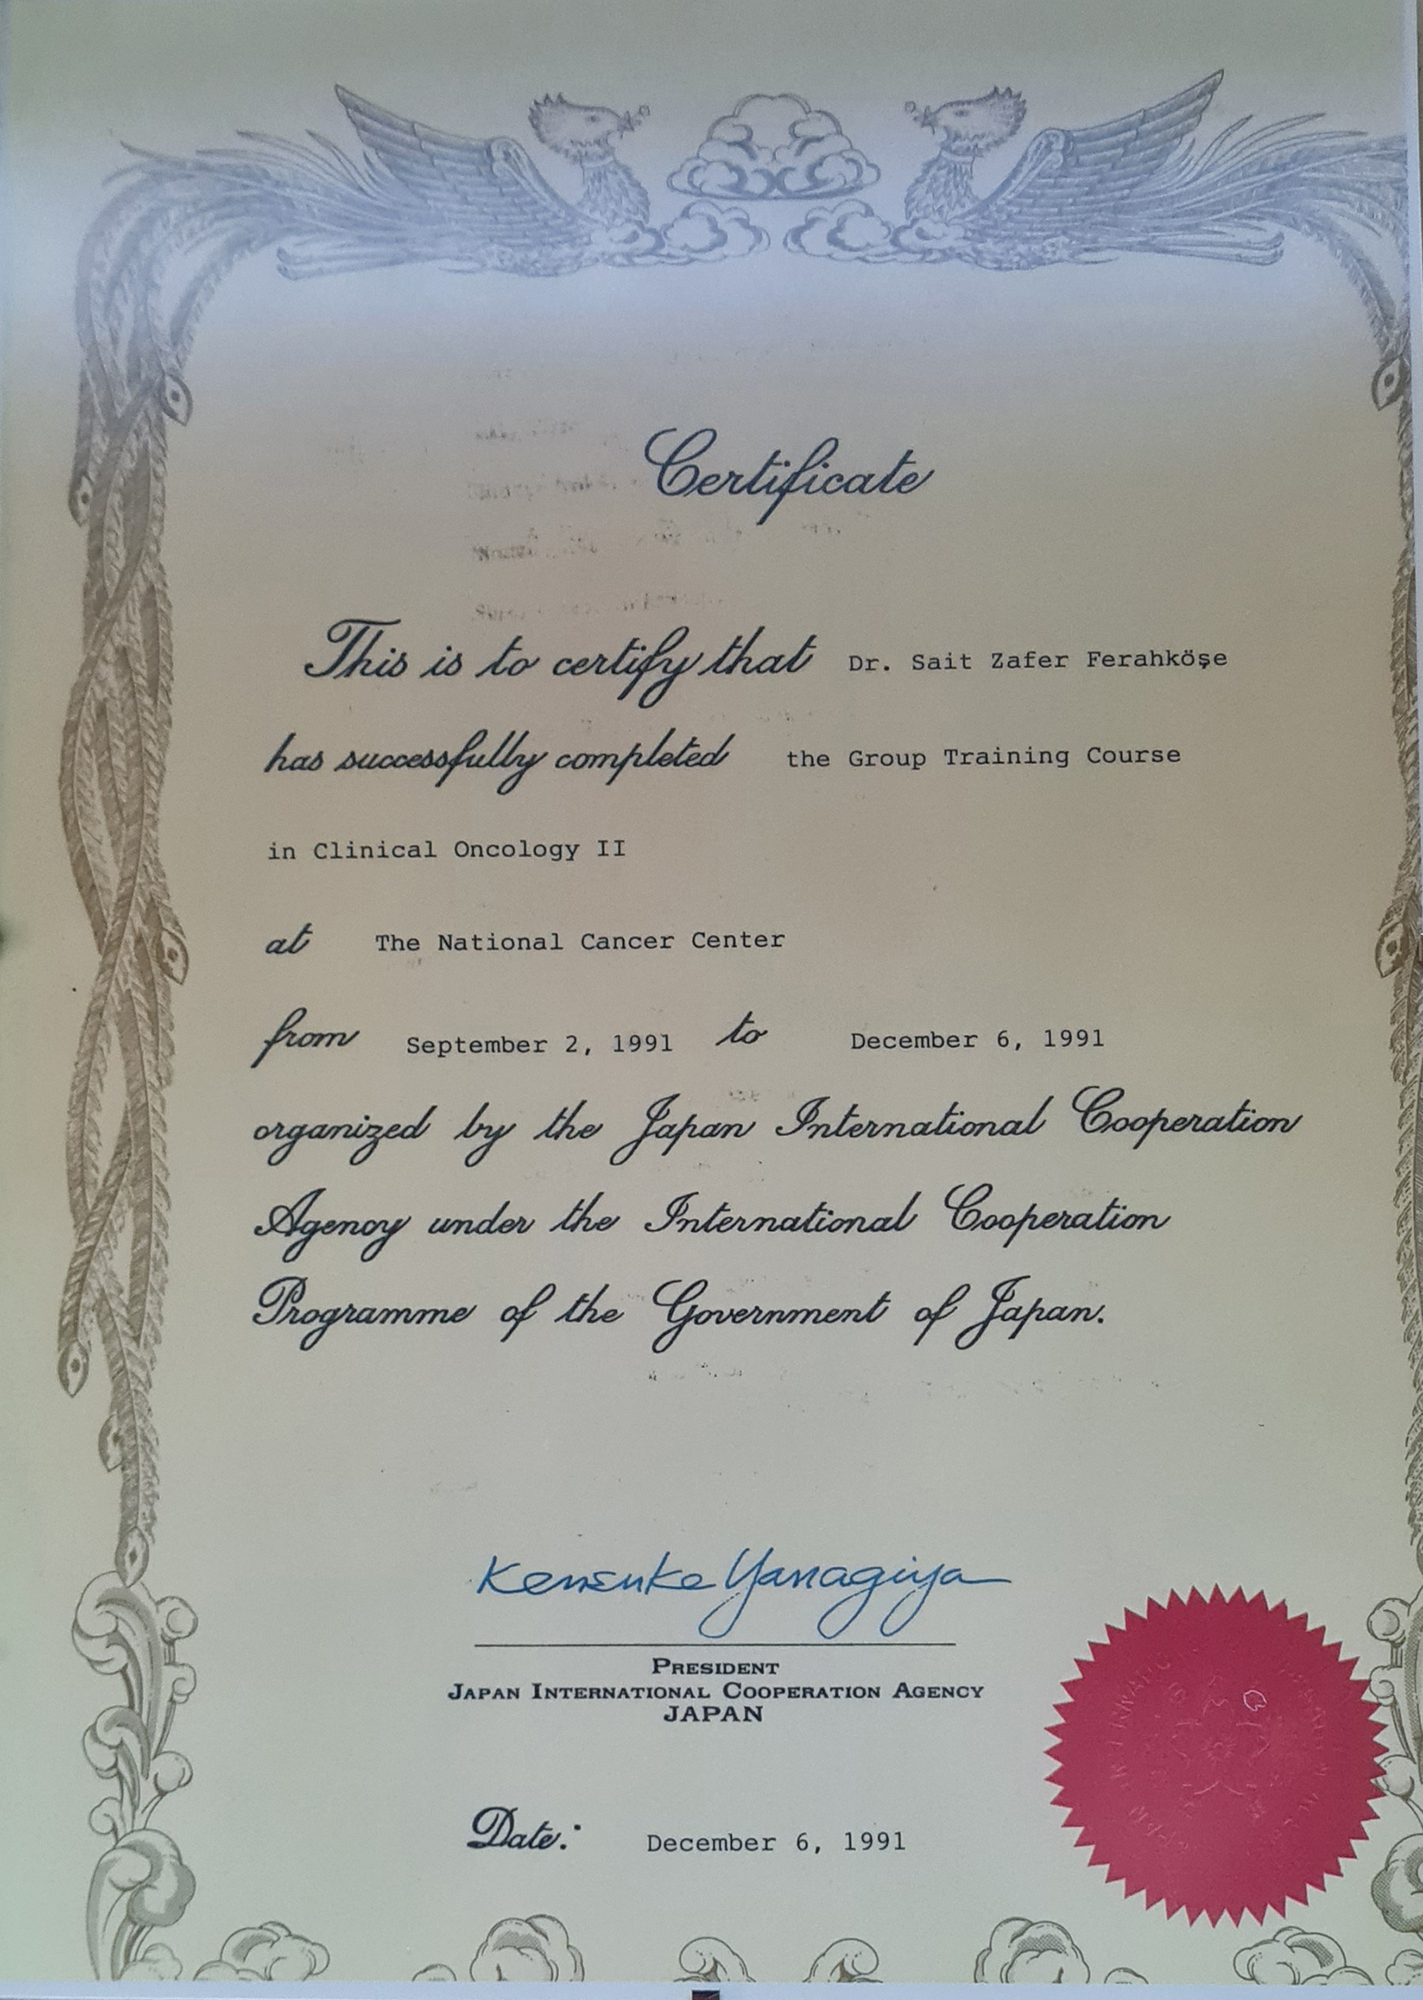 Certificate
This is to certify that Dr. Sait Zafer Ferahköşe
has successfully completed the Group Training Course
in Clinical Oncology II
at The National Cancer Center
from September 2, 1991 to December 6, 1991
organized by the Japan International Cooperation
Agency under the International Cooperation
Programme of the Government of Japan.
Kensuke Yanagiya
PRESIDENT
JAPAN INTERNATIONAL COOPERATION AGENCY
JAPAN
Date: December 6, 1991